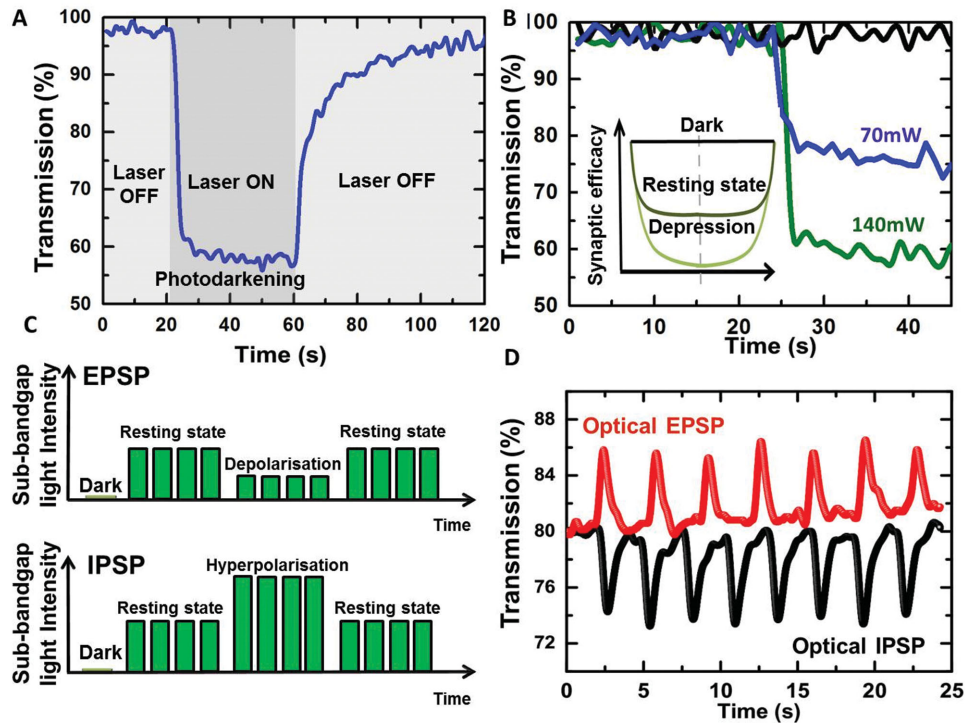 A
Transmission (%)
100
90
80
70
60
50
Laser
OFF
Laser ON
Laser OFF
Photodarkening
0 20 40 60 80 100 120
Time (s)
B
Transmission (%)
100
90
80
70
60
50
70mW
140mW
Synaptic efficacy
Dark
Resting state
Depression
0 10 20 30 40
Time (s)
C
EPSP
Sub-bandgap
light Intensity
Resting state
Resting state
Depolarisation
Dark
Time
IPSP
Sub-bandgap
light Intensity
Hyperpolarisation
Resting state
Resting state
Dark
Time
D
Transmission (%)
88
84
80
76
72
Optical EPSP
Optical IPSP
0 5 10 15 20 25
Time (s)